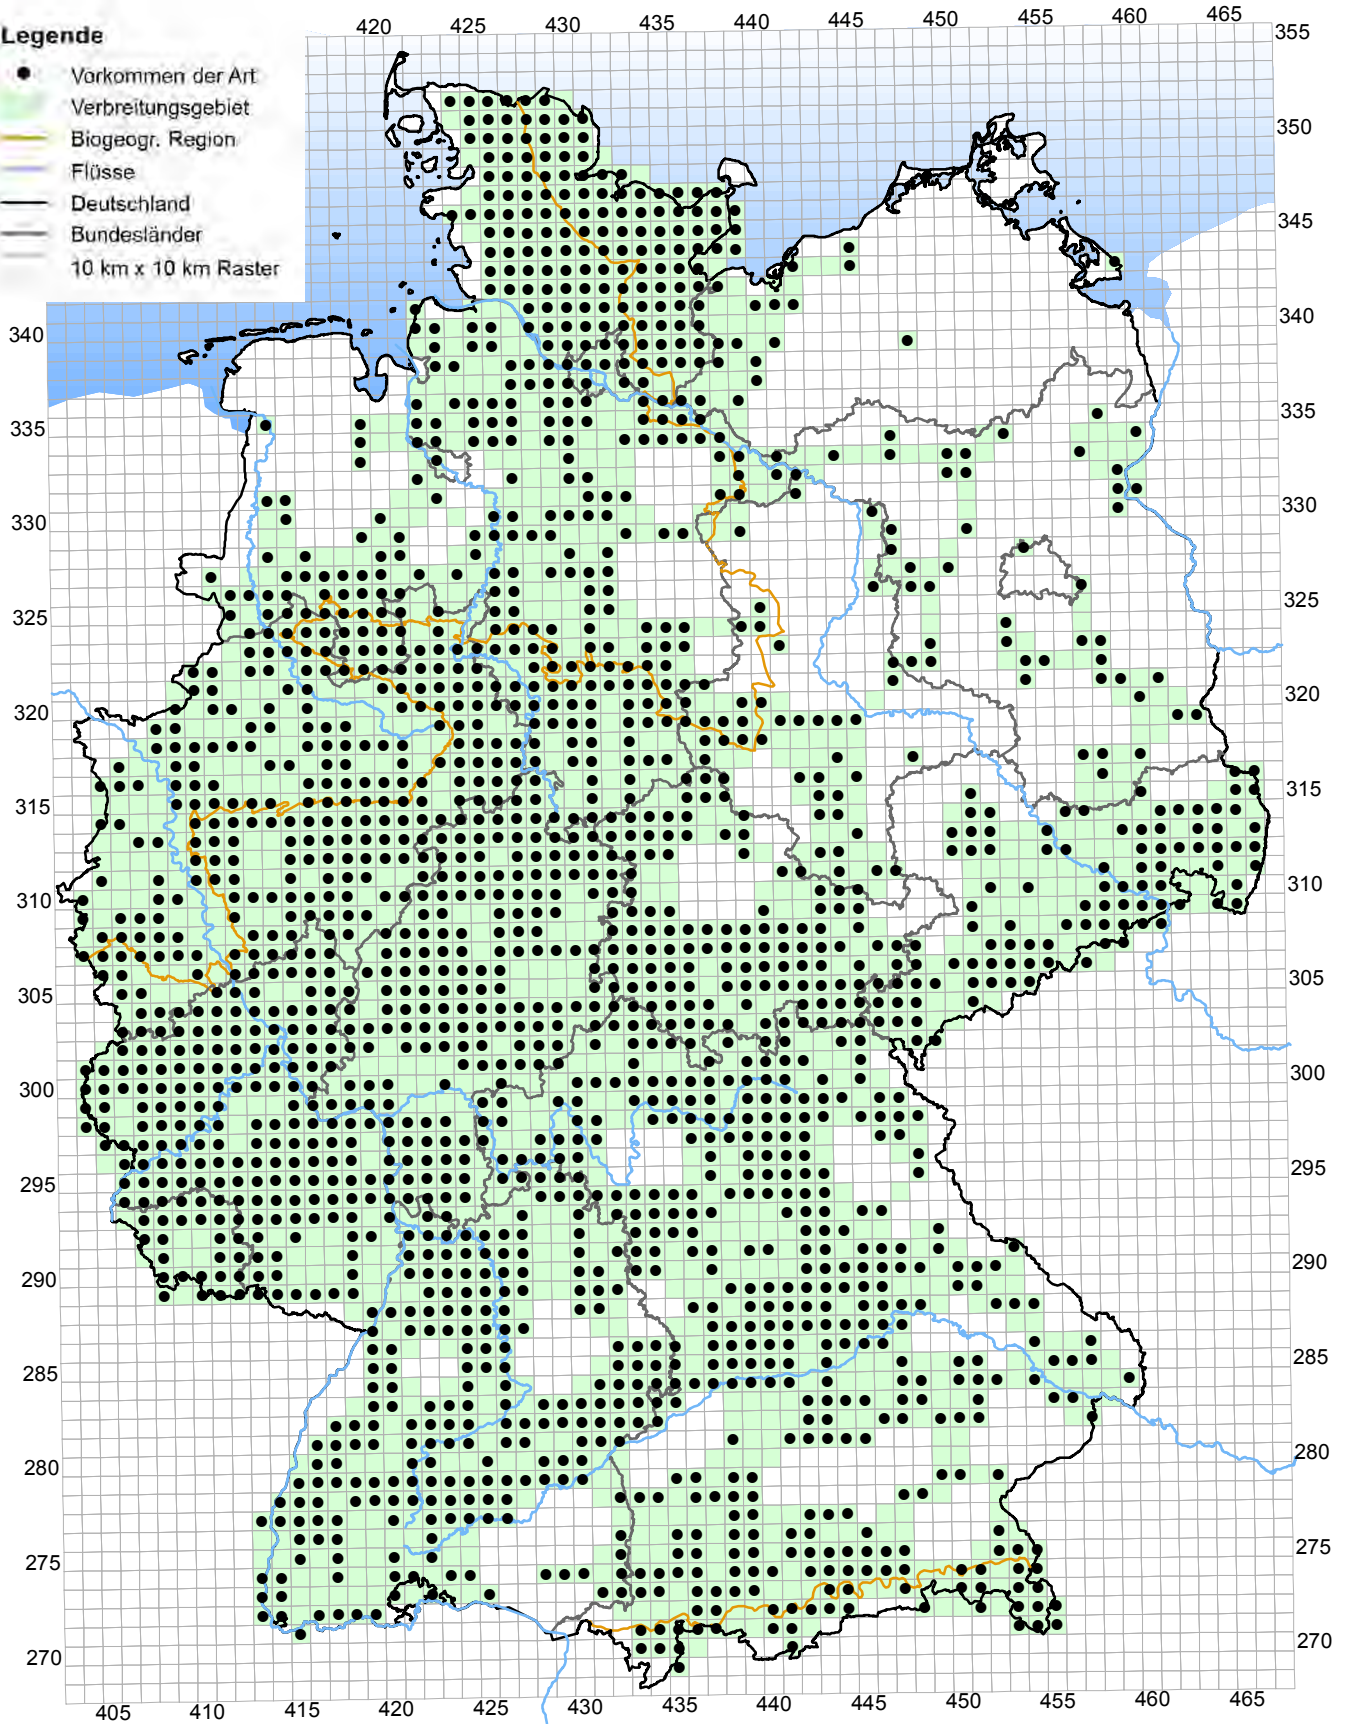 420 425 430 435 440 445 450 455 460 465
355
Legende
Vorkommen der Art
Verbreitungsgebiet
Biogeogr. Region
Flüsse
Deutschland
Bundesländer
10 km x 10 km Raster
350
345
340 340
335 335
330 330
325 325
320 320
315 315
310 310
305 305
300 300
295 295
290 290
285 285
280 280
275 275
270 270
405 410 415 420 425 430 435 440 445 450 455 460 465